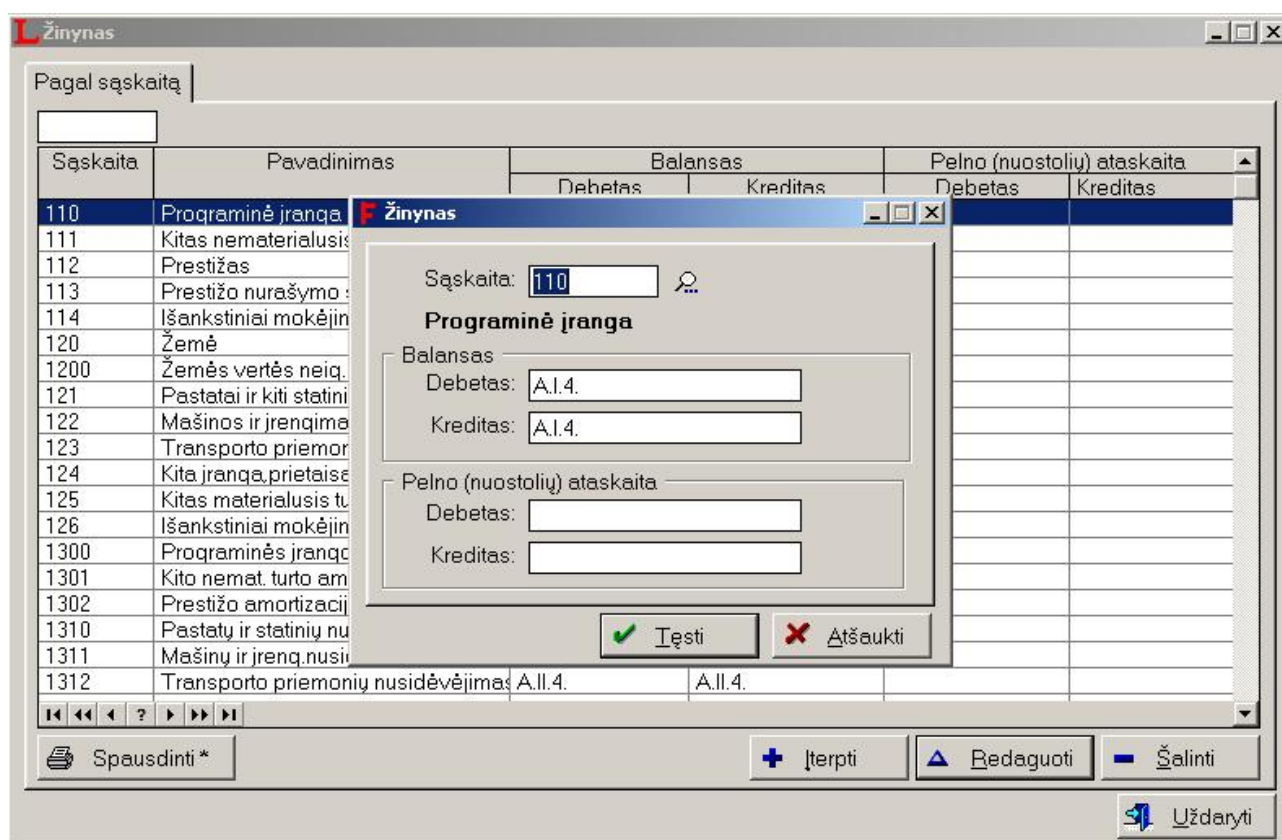 Žinynas
Pagal sąskaitą
Sąskaita Pavadinimas Balansas Pelno (nuostolių) ataskaita
Debetas Kreditas Debetas Kreditas
110 Programinė įranga
111 Kitas nematerialusis
112 Prestižas
113 Prestižo nurašymo
114 Išankstiniai mokėjin
120 Žemė
1200 Žemės vertės neig.
121 Pastatai ir kiti statini
122 Mašinos ir įrengima
123 Transporto priemon
124 Kita įranga,prietaisa
125 Kitas materialusis tu
126 Išankstiniai mokėjin
1300 Programinės įrango
1301 Kito nemat. turto am
1302 Prestižo amortizacij
1310 Pastatų ir statinių nu
1311 Mašinų ir įreng.nusi
1312 Transporto priemonių nusidėvėjimas A.II.4. A.II.4.
Žinynas
Sąskaita: 110
Programinė įranga
Balansas
Debetas: A.I.4.
Kreditas: A.I.4.
Pelno (nuostolių) ataskaita
Debetas:
Kreditas:
Tęsti Atšaukti
Spausdinti * Įterpti Redaguoti Šalinti
Uždaryti